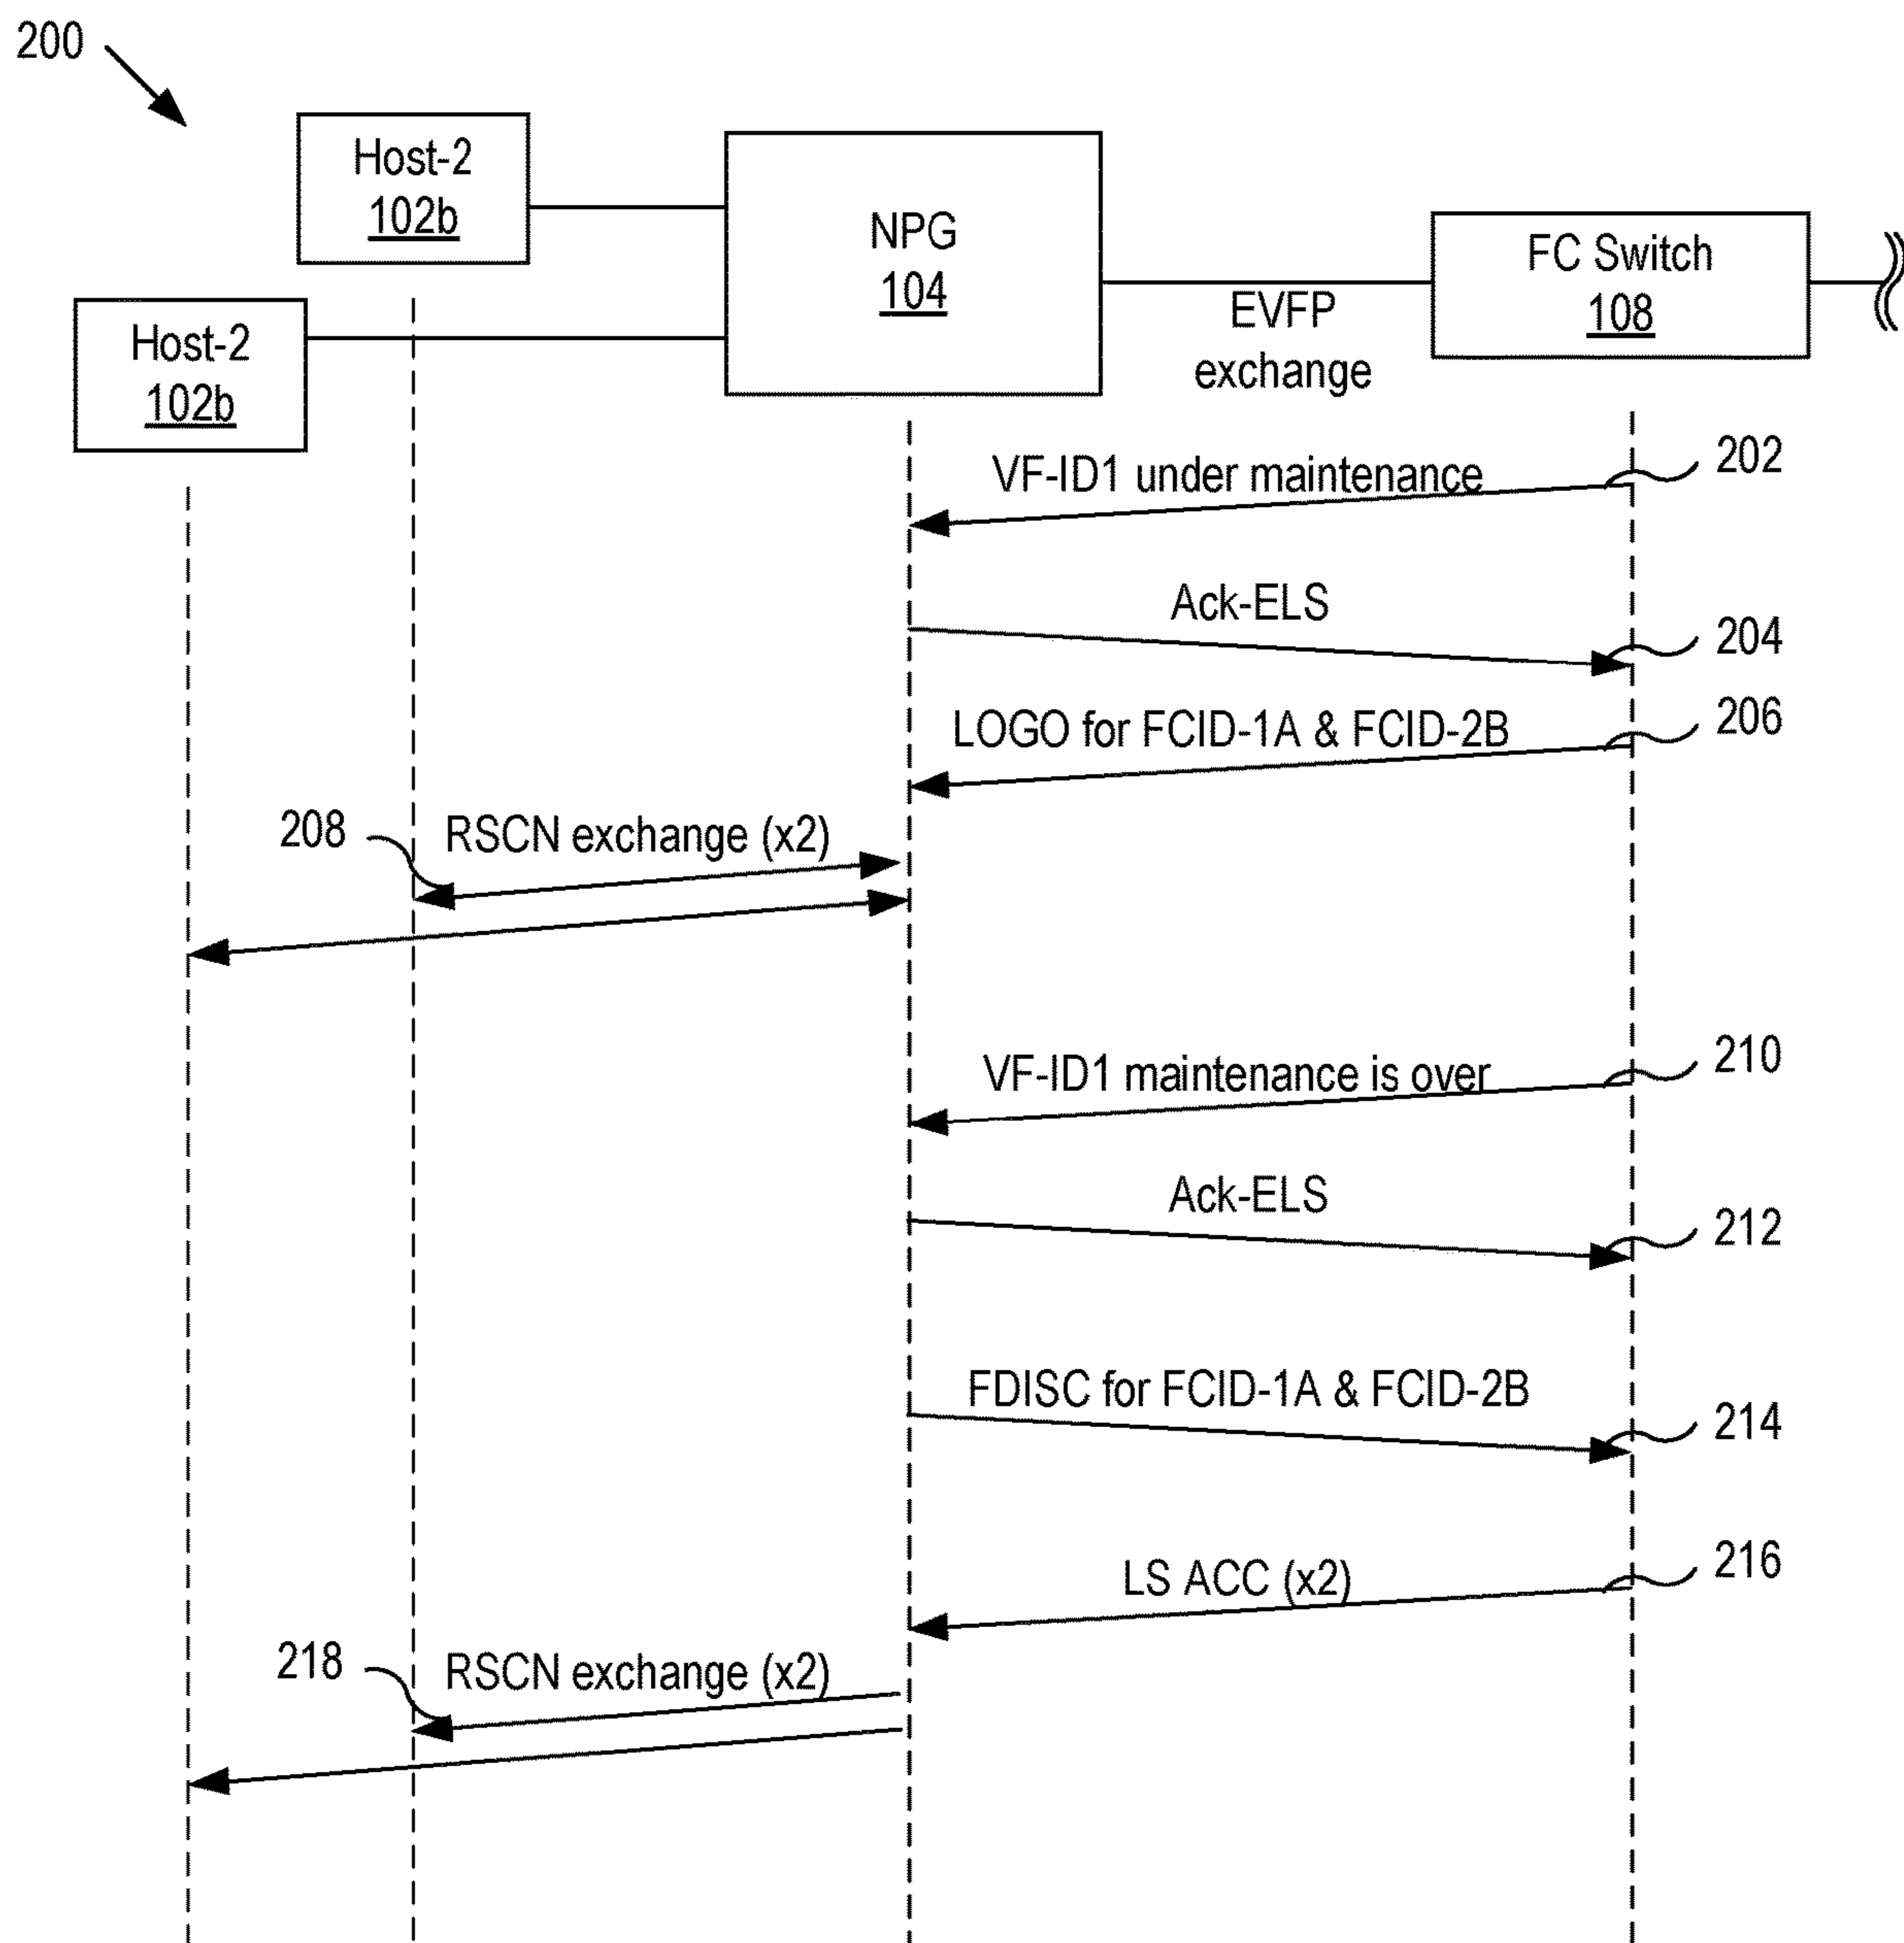 200
Host-2
102b
Host-2
102b
NPG
104
EVFP
exchange
FC Switch
108
VF-ID1 under maintenance
202
Ack-ELS
204
LOGO for FCID-1A & FCID-2B
206
208
RSCN exchange (x2)
VF-ID1 maintenance is over
210
Ack-ELS
212
FDISC for FCID-1A & FCID-2B
214
LS ACC (x2)
216
218
RSCN exchange (x2)